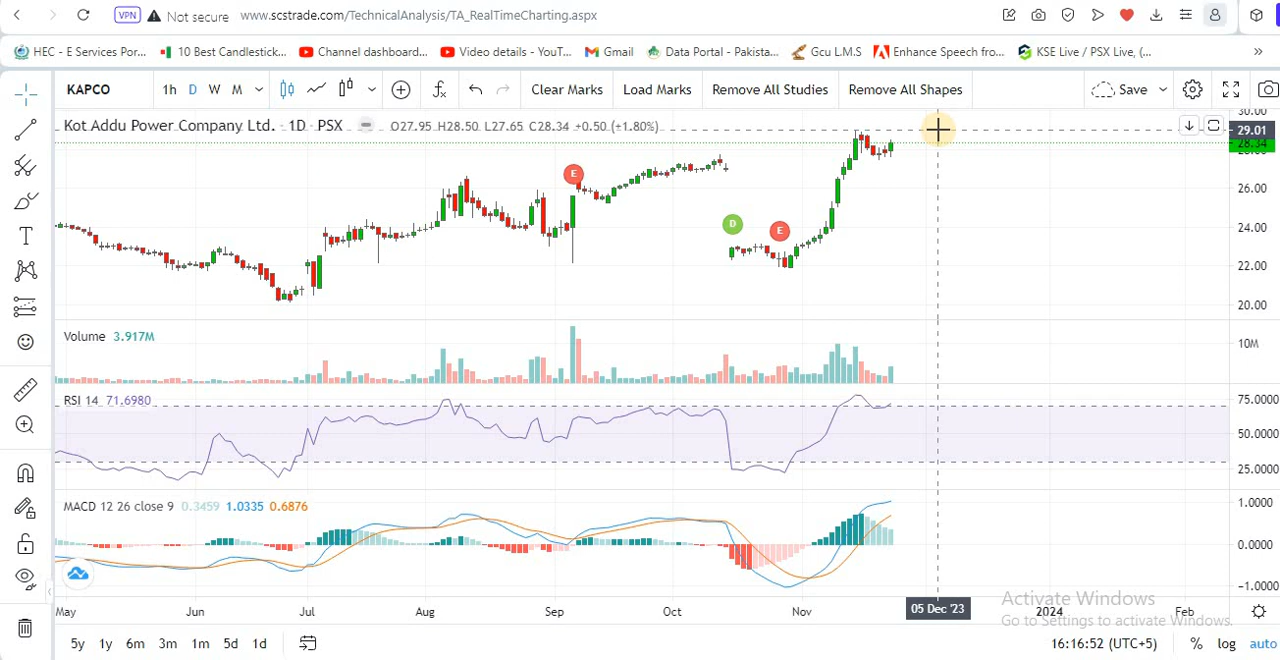 VPN Not secure www.scstrade.com/TechnicalAnalysis/TA_RealTimeCharting.aspx
HEC - E Services Por... 10 Best Candlestick... Channel dashboard... Video details - YouT... Gmail Data Portal - Pakista... Gcu L.M.S Enhance Speech fro... KSE Live / PSX Live, (... »
KAPCO 1h D W M Clear Marks Load Marks Remove All Studies Remove All Shapes Save
Kot Addu Power Company Ltd. · 1D · PSX O27.95 H28.50 L27.65 C28.34 +0.50 (+1.80%)
30.00
29.01
28.34
28.00
26.00
24.00
22.00
20.00
E
D
E
Volume 3.917M
10M
RSI 14 71.6980
75.0000
50.0000
25.0000
MACD 12 26 close 9 0.3459 1.0335 0.6876
1.0000
0.0000
−1.0000
May Jun Jul Aug Sep Oct Nov 05 Dec '23 2024 Feb
Activate Windows
Go to Settings to activate Windows.
5y 1y 6m 3m 1m 5d 1d 16:16:52 (UTC+5) % log auto